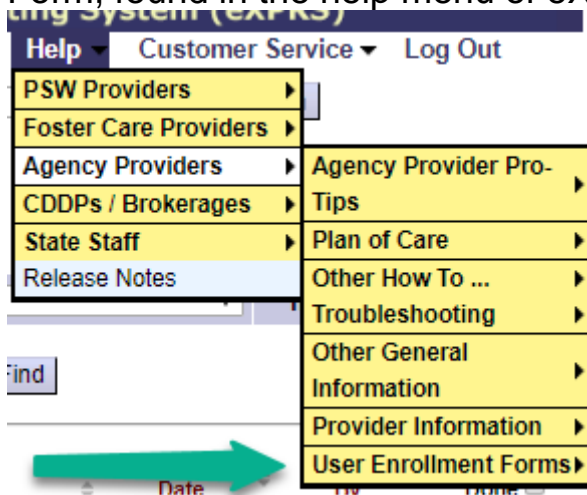 Form, found in the help menu of
ting System (eXPRS)
Help Customer Service Log Out
PSW Providers
Foster Care Providers
Agency Providers
CDDPs / Brokerages
State Staff
Release Notes
Agency Provider Pro-
Tips
Plan of Care
Other How To ...
Troubleshooting
Other General
Information
Provider Information
User Enrollment Forms
Find
Date By Done